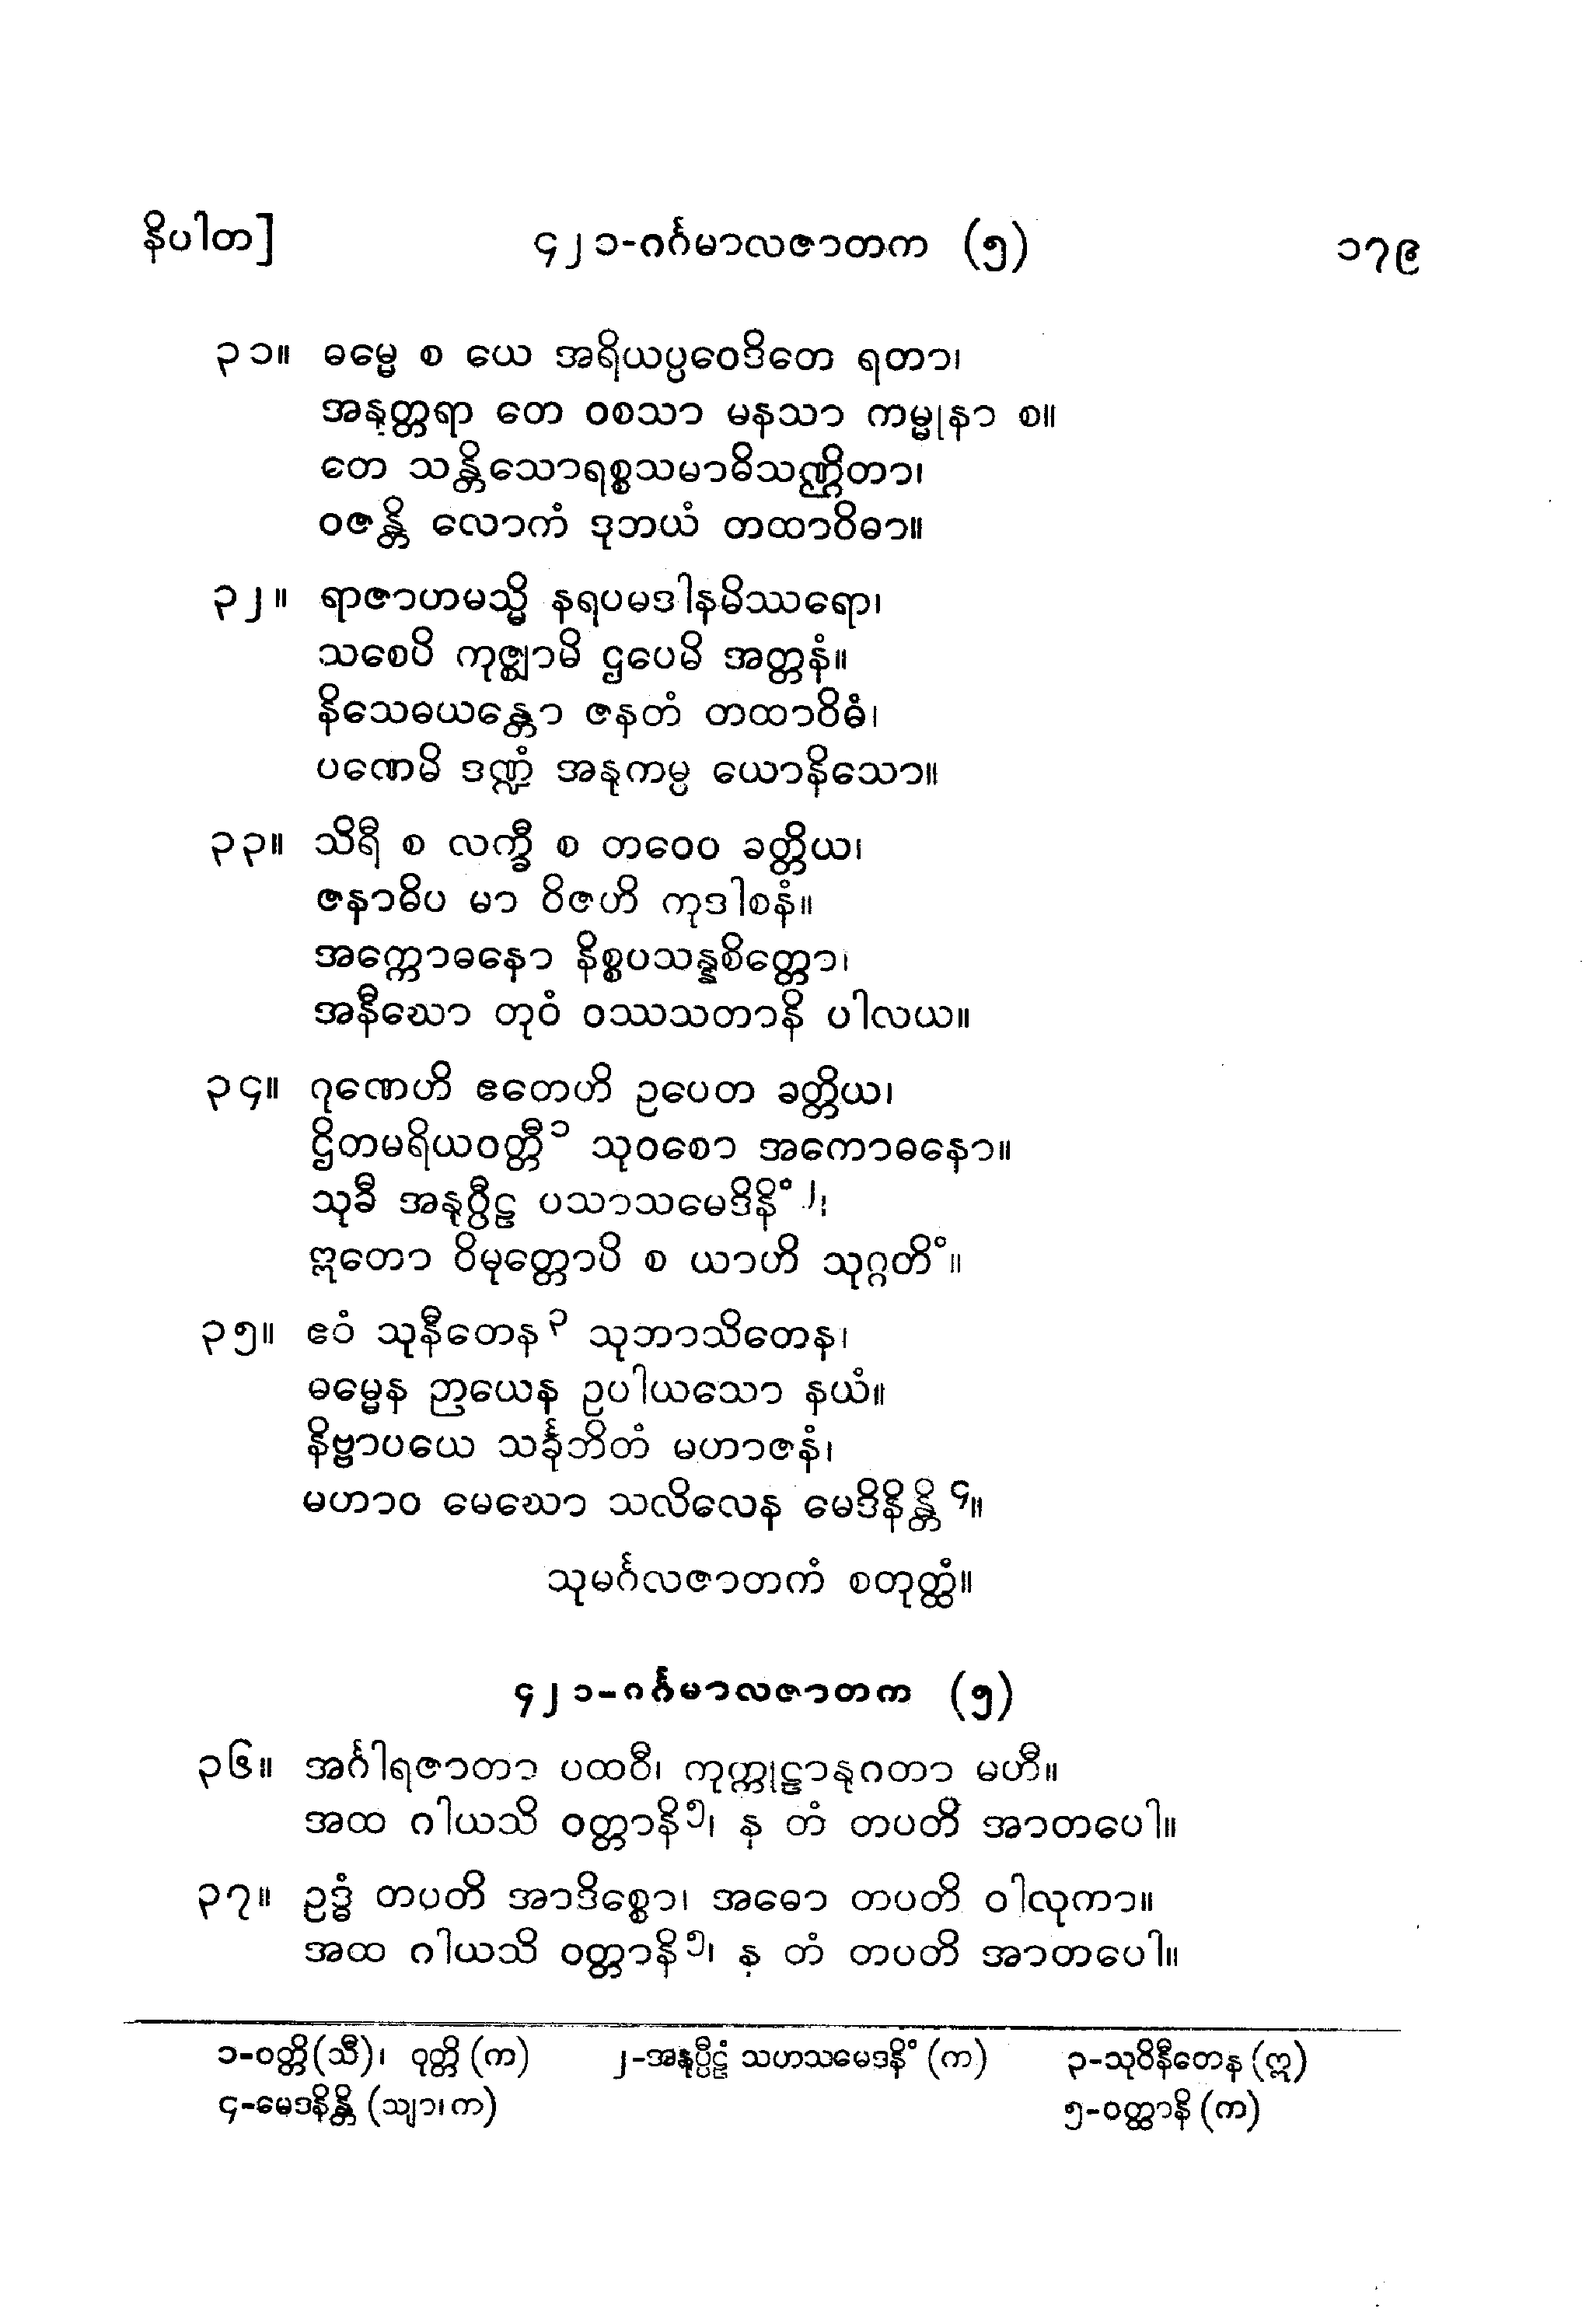 နိပါတ] ၄၂၁-ဂင်္ဂမာလဇာတက (၅) ၁၇၉
၃၁။ ဓမ္မေ စ ယေ အရိယပ္ပဝေဒိတေ ရတာ၊
အနုတ္တရာ တေ ဝစသာ မနသာ ကမ္မုနာ စ။
တေ သန္တိသောရစ္စသမာဓိသဏ္ဌိတာ၊
ဝဇန္တိ လောကံ ဒုဘယံ တထာဝိဓာ။
၃၂။ ရာဇာဟမသ္မိ နရပမဒါနမိဿရော၊
သစေပိ ကုဇ္ဈာမိ ဌပေမိ အတ္တနံ။
နိသေဓယန္တော ဇနတံ တထာဝိဓံ၊
ပဏေမိ ဒဏ္ဍံ အနုကမ္ပ ယောနိသော။
၃၃။ သိရီ စ လက္ခီ စ တဝေဝ ခတ္တိယ၊
ဇနာဓိပ မာ ဝိဇဟိ ကုဒါစနံ။
အက္ကောဓနော နိစ္စပသန္နစိတ္တော၊
အနီဃော တုဝံ ဝဿသတာနိ ပါလယ။
၃၄။ ဂုဏေဟိ ဧတေဟိ ဥပေတ ခတ္တိယ၊
ဌိတမရိယဝတ္တီ၁ သုဝစော အကောဓနော။
သုခီ အနုပ္ပီဠ ပသာသမေဒိနိံ၂၊
ဣတော ဝိမုတ္တောပိ စ ယာဟိ သုဂ္ဂတိံ။
၃၅။ ဧဝံ သုနီတေန၃ သုဘာသိတေန၊
ဓမ္မေန ဉာယေန ဥပါယသော နယံ။
နိဗ္ဗာပယေ သင်္ခုဘိတံ မဟာဇနံ၊
မဟာဝ မေဃော သလိလေန မေဒိနိန္တိ၄။
သုမင်္ဂလဇာတကံ စတုတ္ထံ။
၄၂၁-ဂင်္ဂမာလဇာတက (၅)
၃၆။ အင်္ဂါရဇာတာ ပထဝီ၊ ကုက္ကုဠာနုဂတာ မဟီ။
အထ ဂါယသိ ဝတ္တာနိ၅၊ န တံ တပတိ အာတပေါ။
၃၇။ ဥဒ္ဓံ တပတိ အာဒိစ္စော၊ အဓော တပတိ ဝါလုကာ။
အထ ဂါယသိ ဝတ္တာနိ၅၊ န တံ တပတိ အာတပေါ။
၁-ဝတ္တိ (သီ)၊ ဝုတ္တိ (က) ၂-အနုပ္ပီဠံ သဟသမေဒနိံ (က) ၃-သုဝိနီတေန (ဣ)
၄-မေဒနိန္တိ (သျာ၊ က) ၅-ဝတ္ထာနိ (က)